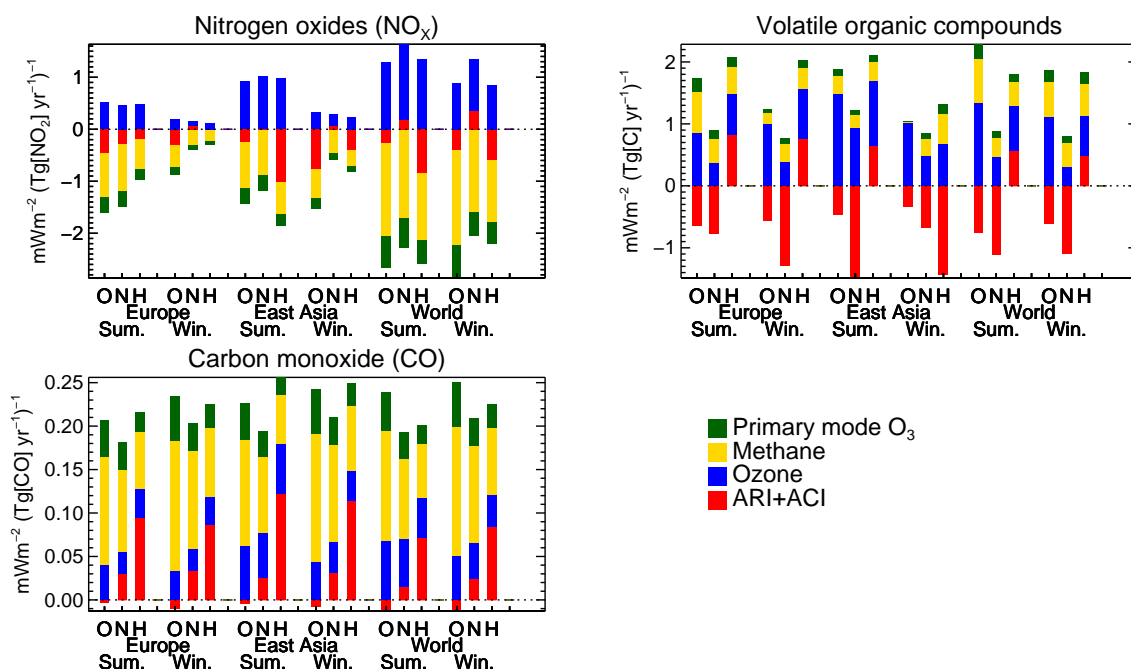 Nitrogen oxides (NOX)
mWm−2 (Tg[NO2] yr−1)−1
1
0
−1
−2
ONH ONH ONH ONH ONH ONH
Europe East Asia World
Sum. Win. Sum. Win. Sum. Win.
Volatile organic compounds
mWm−2 (Tg[C] yr−1)−1
2
1
0
−1
ONH ONH ONH ONH ONH ONH
Europe East Asia World
Sum. Win. Sum. Win. Sum. Win.
Carbon monoxide (CO)
mWm−2 (Tg[CO] yr−1)−1
0.25
0.20
0.15
0.10
0.05
0.00
ONH ONH ONH ONH ONH ONH
Europe East Asia World
Sum. Win. Sum. Win. Sum. Win.
Primary mode O3
Methane
Ozone
ARI+ACI